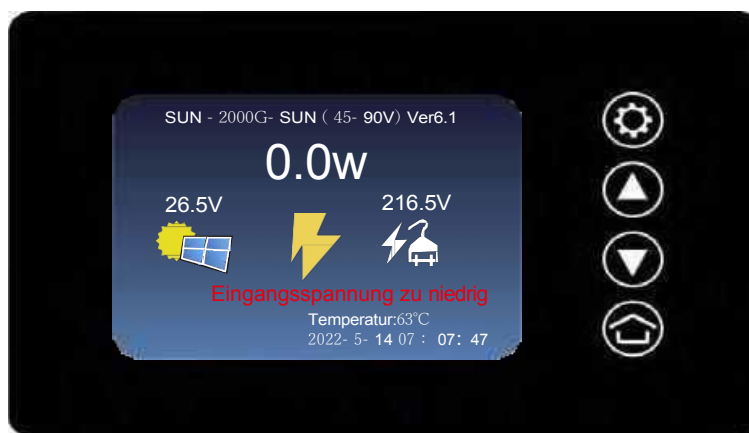 SUN - 2000G- SUN ( 45- 90V) Ver6.1
0.0w
26.5V
216.5V
Eingangsspannung zu niedrig
Temperatur:63℃
2022- 5- 14 07 : 07: 47